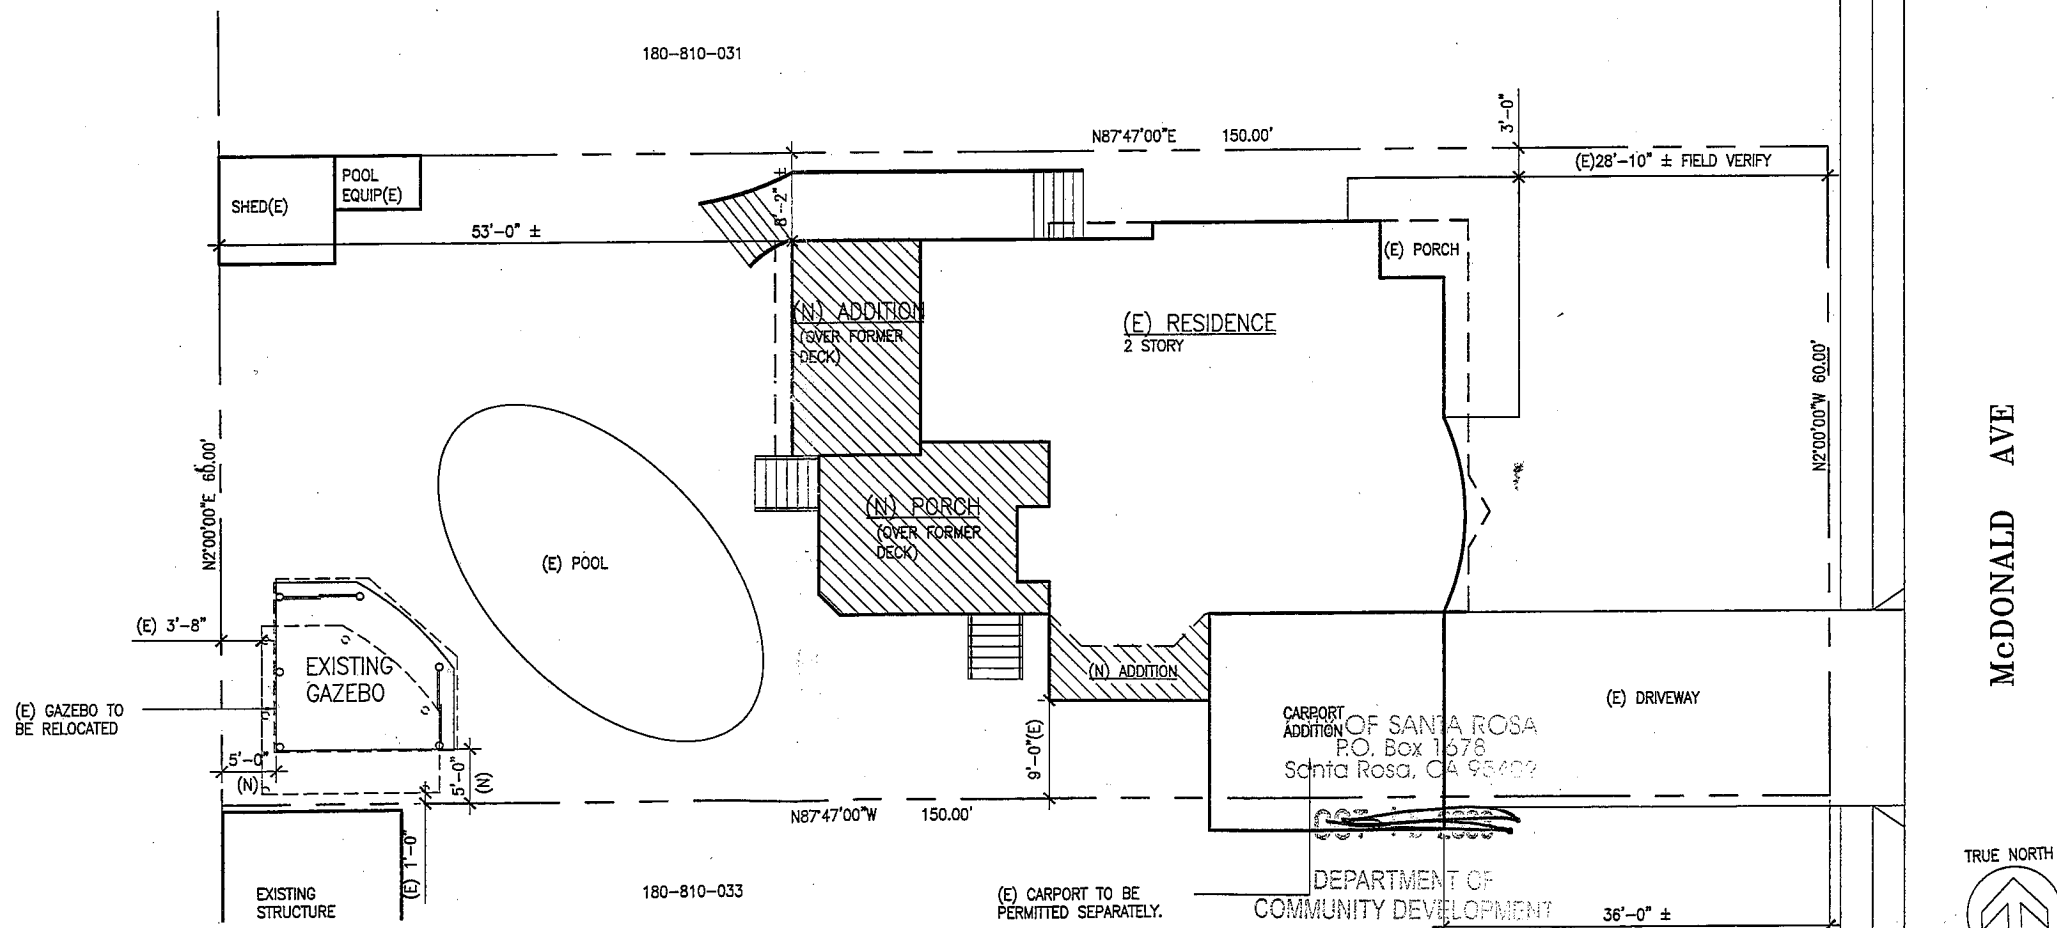 180-810-031
N87°47'00"E 150.00'
3'-0"
(E)28'-10" ± FIELD VERIFY
SHED(E)
POOL
EQUIP(E)
53'-0" ±
8'-2" ±
(E) PORCH
(N) ADDITION
(OVER FORMER
DECK)
(E) RESIDENCE
2 STORY
N2°00'00"E 60.00'
N2°00'00"W 60.00'
McDONALD AVE
(N) PORCH
(OVER FORMER
DECK)
(E) POOL
(E) 3'-8"
EXISTING
GAZEBO
(E) GAZEBO TO
BE RELOCATED
5'-0"
(N)
5'-0"
(N)
(N) ADDITION
9'-0"(E)
(E) DRIVEWAY
CARPORT
ADDITION
OF SANTA ROSA
P.O. Box 1678
Santa Rosa, CA 95402
N87°47'00"W 150.00'
(E) 1'-0"
EXISTING
STRUCTURE
180-810-033
(E) CARPORT TO BE
PERMITTED SEPARATELY.
DEPARTMENT OF
COMMUNITY DEVELOPMENT
36'-0" ±
TRUE NORTH